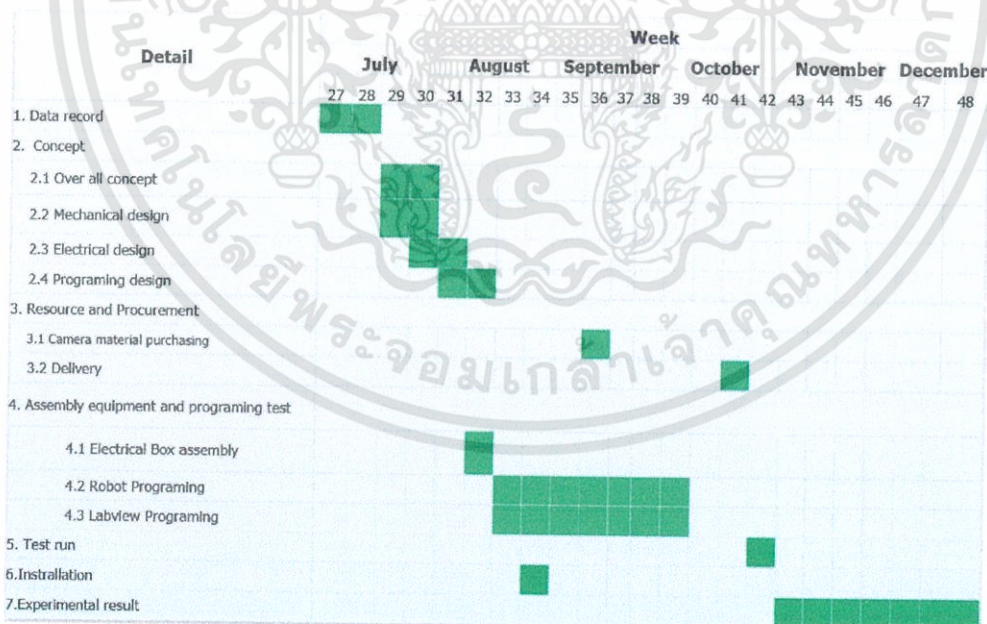 Week
Detail
July August September October November December
27 28 29 30 31 32 33 34 35 36 37 38 39 40 41 42 43 44 45 46 47 48
1. Data record
2. Concept
2.1 Over all concept
2.2 Mechanical design
2.3 Electrical design
2.4 Programing design
3. Resource and Procurement
3.1 Camera material purchasing
3.2 Delivery
4. Assembly equipment and programing test
4.1 Electrical Box assembly
4.2 Robot Programing
4.3 Labview Programing
5. Test run
6.Instrallation
7.Experimental result